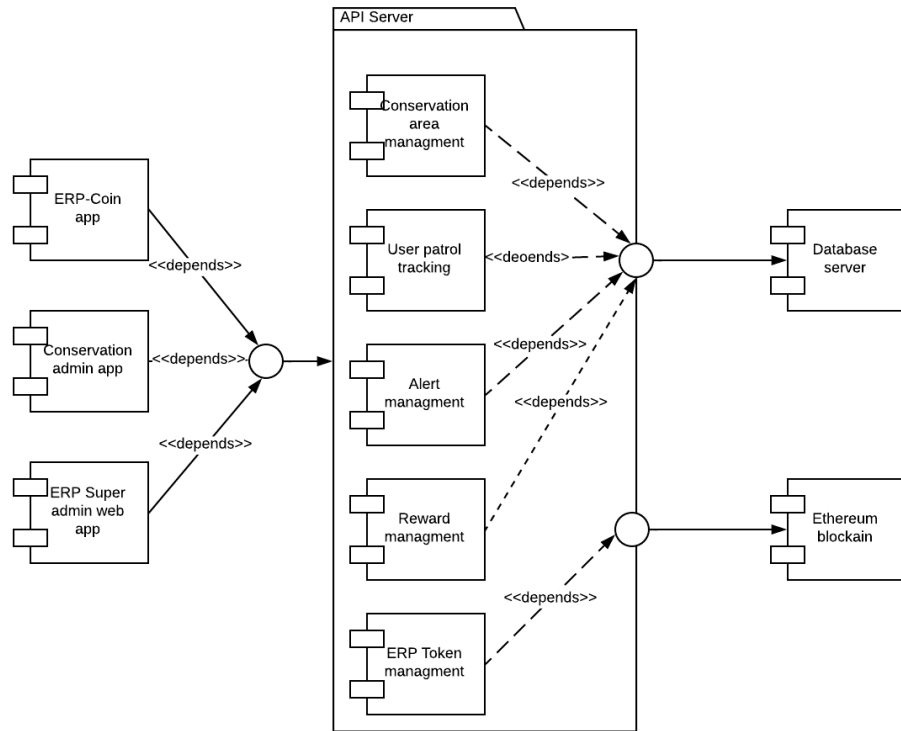 API Server
Conservation
area
managment
<<depends>>
ERP-Coin
app
<<depends>>
User patrol
tracking
<<deoends>
Database
server
Conservation
admin app
<<depends>>
Alert
managment
<<depends>>
<<depends>>
ERP Super
admin web
app
<<depends>>
Reward
managment
Ethereum
blockain
ERP Token
managment
<<depends>>